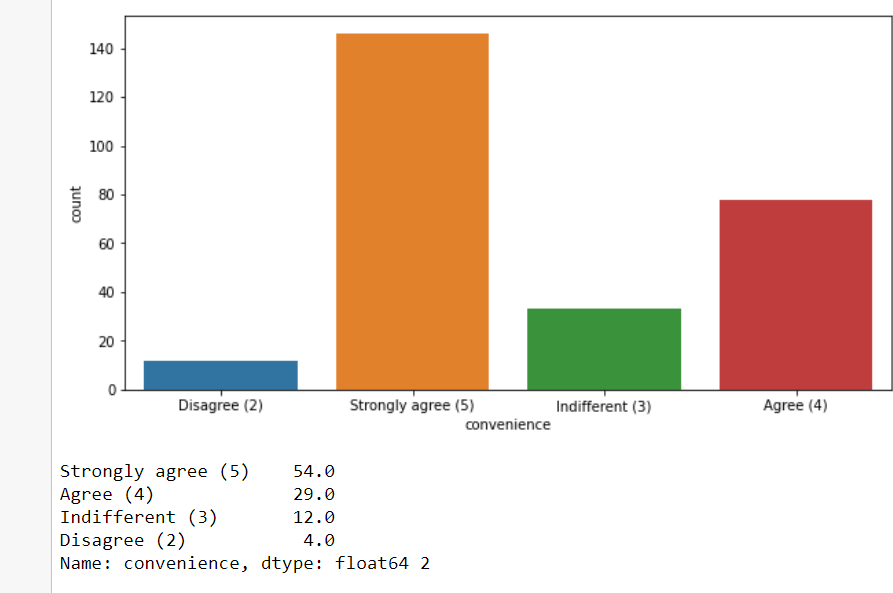 140
120
100
80
60
40
20
0
count
Disagree (2) Strongly agree (5) Indifferent (3) Agree (4)
convenience
Strongly agree (5) 54.0
Agree (4) 29.0
Indifferent (3) 12.0
Disagree (2) 4.0
Name: convenience, dtype: float64 2